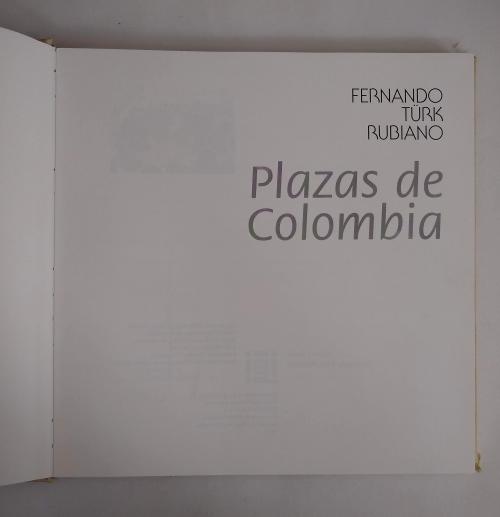 FERNANDO
TÜRK
RUBIANO
Plazas de
Colombia